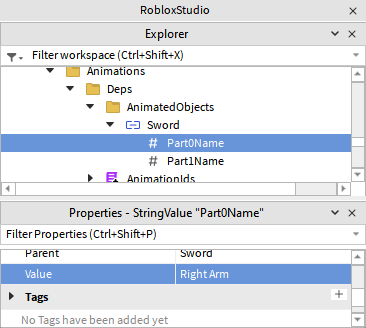 RobloxStudio
Explorer
Filter workspace (Ctrl+Shift+X)
Animations
Deps
AnimatedObjects
Sword
# Part0Name
# Part1Name
AnimationIds
Properties - StringValue "Part0Name"
Filter Properties (Ctrl+Shift+P)
Parent Sword
Value Right Arm
Tags
No Tags have been added yet